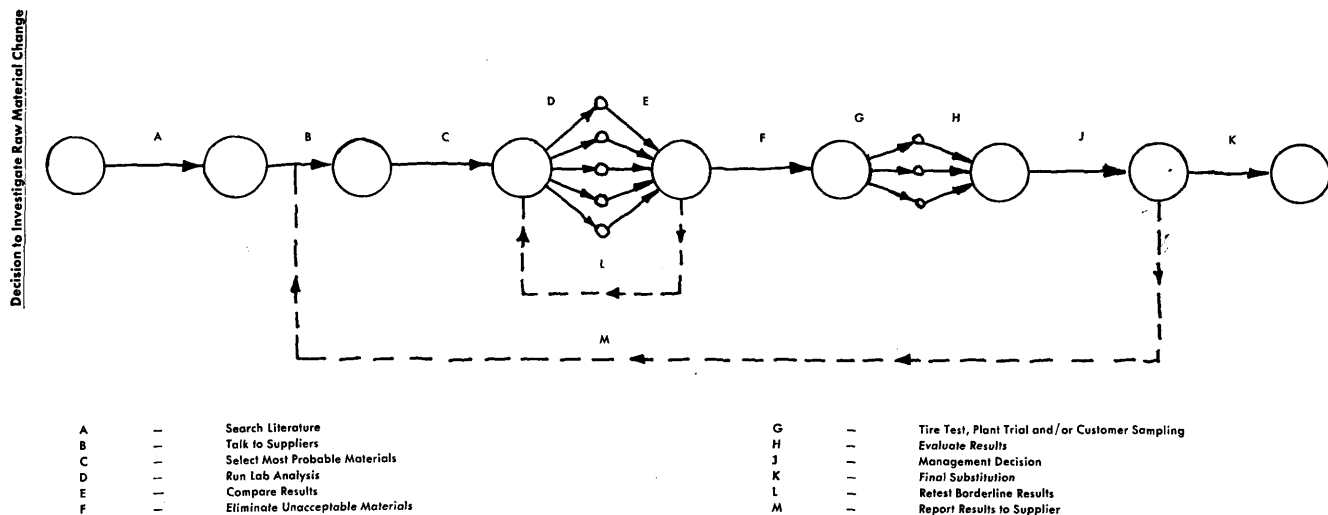 Decision to Investigate Raw Material Change
A
B
C
D
E
F
G
H
J
K
L
M
A – Search Literature
B – Talk to Suppliers
C – Select Most Probable Materials
D – Run Lab Analysis
E – Compare Results
F – Eliminate Unacceptable Materials
G – Tire Test, Plant Trial and/or Customer Sampling
H – Evaluate Results
J – Management Decision
K – Final Substitution
L – Retest Borderline Results
M – Report Results to Supplier